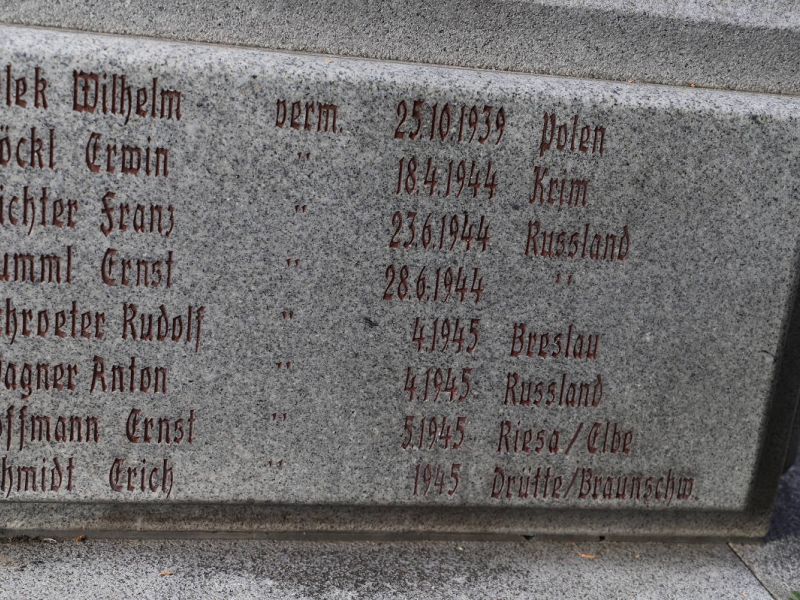 lek Wilhelm verm. 25.10.1939 Polen
öckl Erwin " 18.4.1944 Krim
ichter Franz " 23.6.1944 Russland
umml Ernst " 28.6.1944 "
chroeter Rudolf " 4.1945 Breslau
agner Anton " 4.1945 Russland
offmann Ernst " 5.1945 Riesa/Elbe
hmidt Erich " 1945 Drütte/Braunschw.